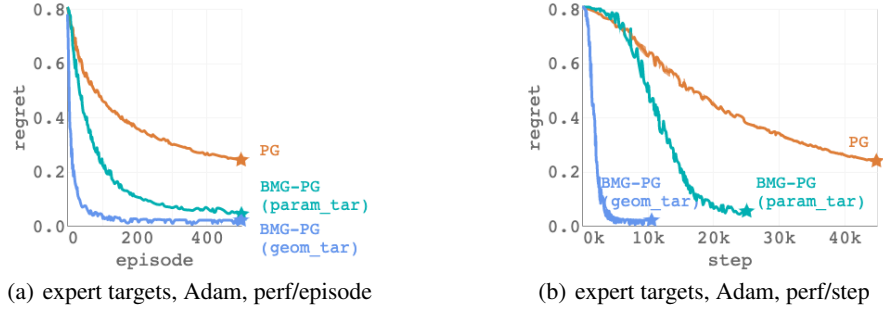 0.8
0.6
0.4
0.2
0.0
regret
0
200
400
episode
PG
BMG-PG
(param_tar)
BMG-PG
(geom_tar)
(a) expert targets, Adam, perf/episode
0.8
0.6
0.4
0.2
0.0
regret
0k
10k
20k
30k
40k
step
PG
BMG-PG
(geom_tar)
BMG-PG
(param_tar)
(b) expert targets, Adam, perf/step